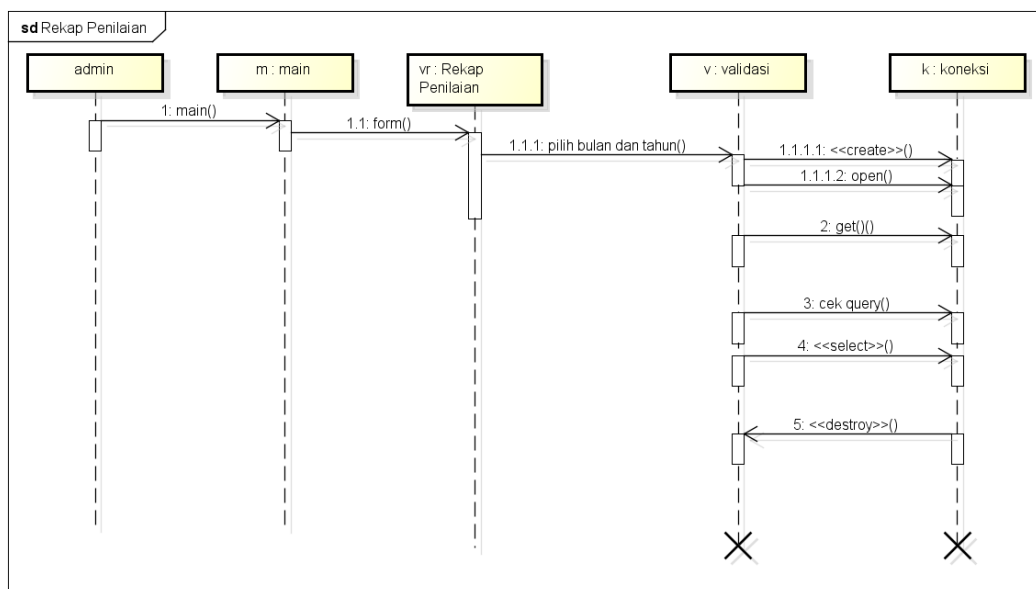 sd Rekap Penilaian
admin
m : main
vr : Rekap
Penilaian
v : validasi
k : koneksi
1: main()
1.1: form()
1.1.1: pilih bulan dan tahun()
1.1.1.1: <<create>>()
1.1.1.2: open()
2: get()()
3: cek query()
4: <<select>>()
5: <<destroy>>()